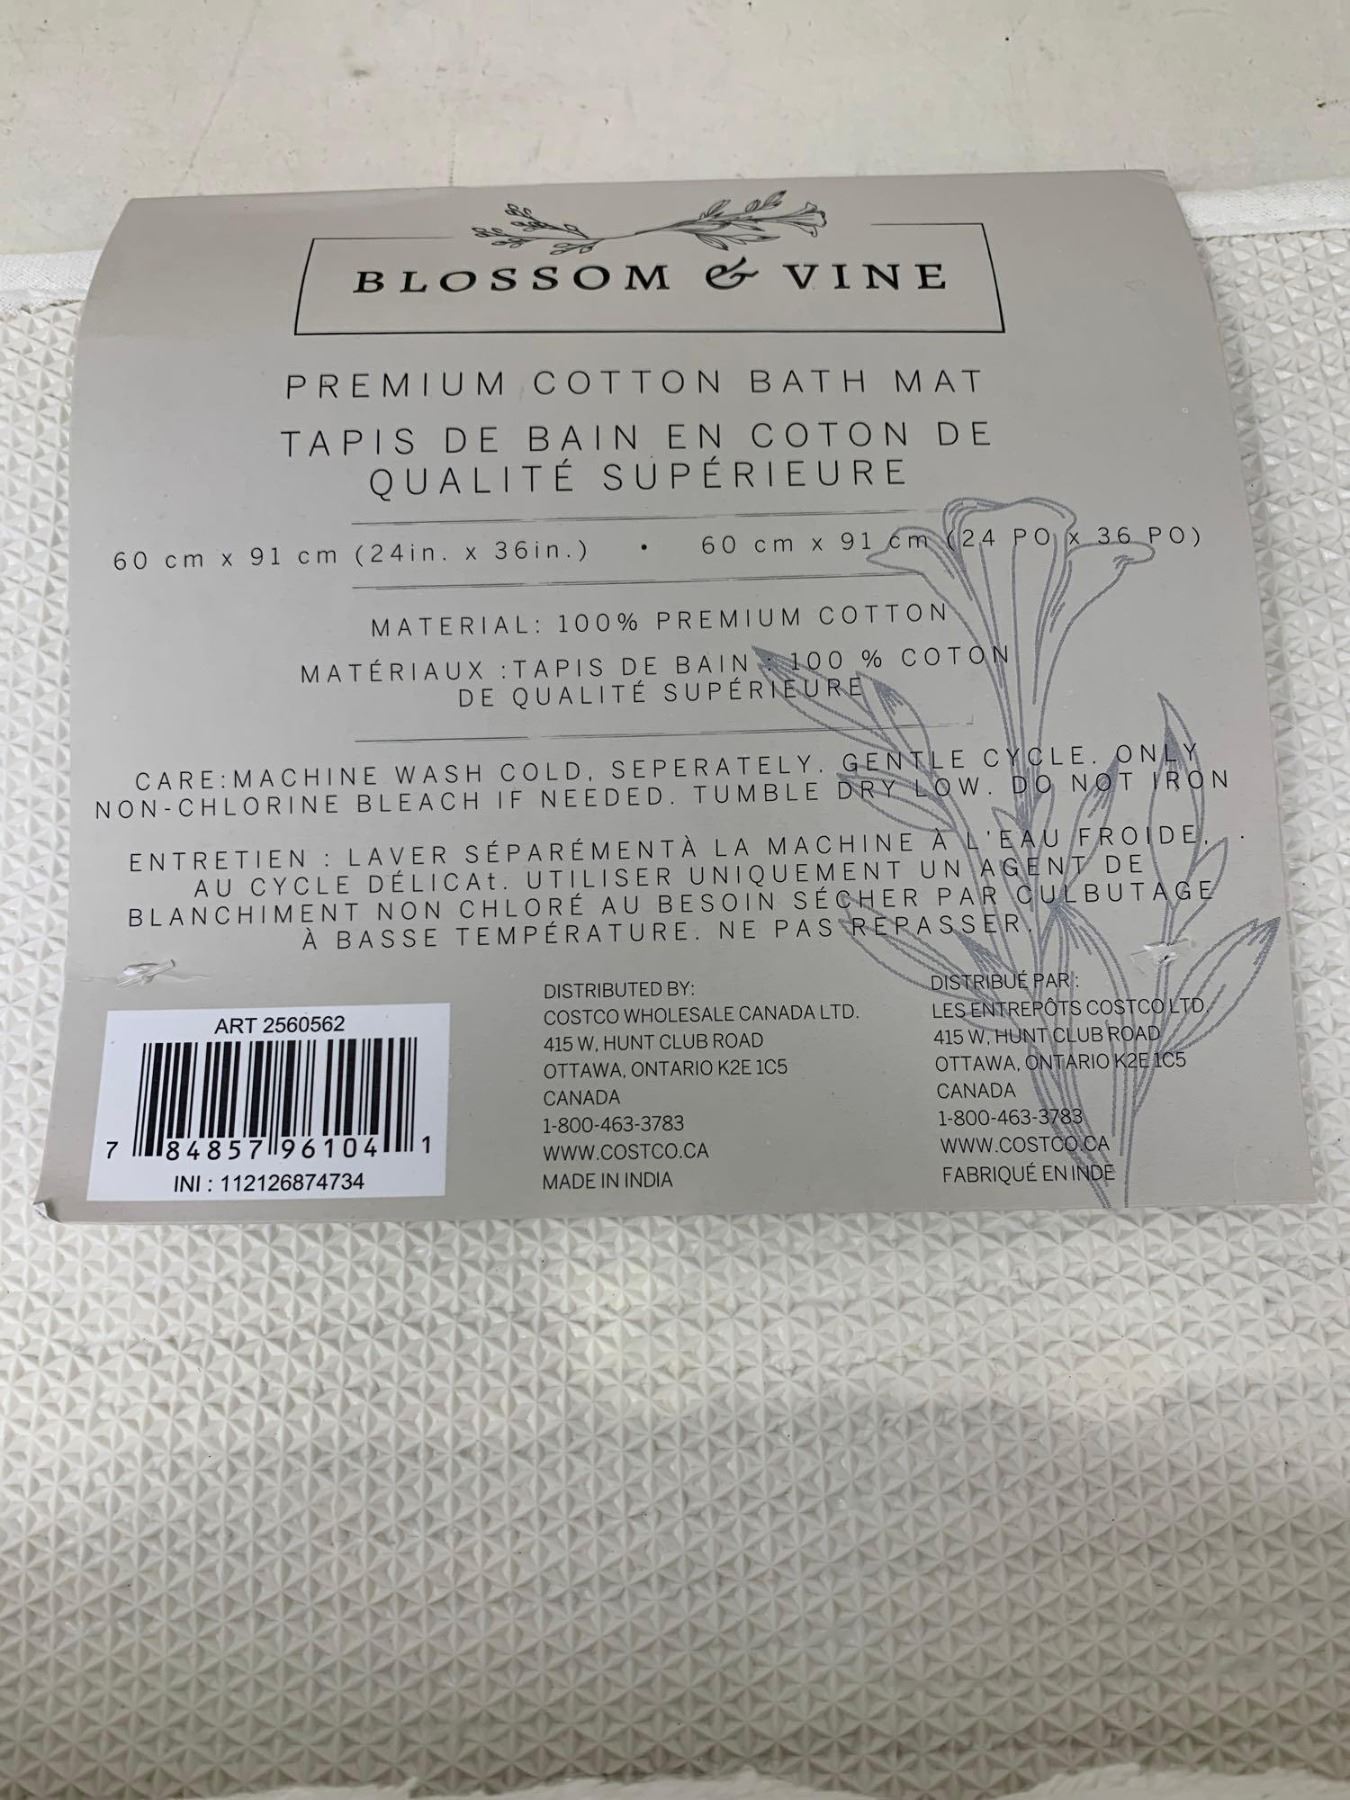 BLOSSOM & VINE
PREMIUM COTTON BATH MAT
TAPIS DE BAIN EN COTON DE
QUALITÉ SUPÉRIEURE
60 cm x 91 cm (24in. x 36in.) • 60 cm x 91 cm (24 PO x 36 PO)
MATERIAL: 100% PREMIUM COTTON
MATÉRIAUX :TAPIS DE BAIN : 100 % COTON
DE QUALITÉ SUPÉRIEURE
CARE:MACHINE WASH COLD, SEPERATELY. GENTLE CYCLE. ONLY
NON-CHLORINE BLEACH IF NEEDED. TUMBLE DRY LOW. DO NOT IRON
ENTRETIEN : LAVER SÉPARÉMENTÀ LA MACHINE À L'EAU FROIDE,
AU CYCLE DÉLICAt. UTILISER UNIQUEMENT UN AGENT DE
BLANCHIMENT NON CHLORÉ AU BESOIN SÉCHER PAR CULBUTAGE
À BASSE TEMPÉRATURE. NE PAS REPASSER.
ART 2560562
7 84857 96104 1
INI : 112126874734
DISTRIBUTED BY:
COSTCO WHOLESALE CANADA LTD.
415 W, HUNT CLUB ROAD
OTTAWA, ONTARIO K2E 1C5
CANADA
1-800-463-3783
WWW.COSTCO.CA
MADE IN INDIA
DISTRIBUÉ PAR :
LES ENTREPÔTS COSTCO LTD,
415 W, HUNT CLUB ROAD
OTTAWA, ONTARIO K2E 1C5
CANADA
1-800-463-3783
WWW.COSTCO.CA
FABRIQUÉ EN INDE